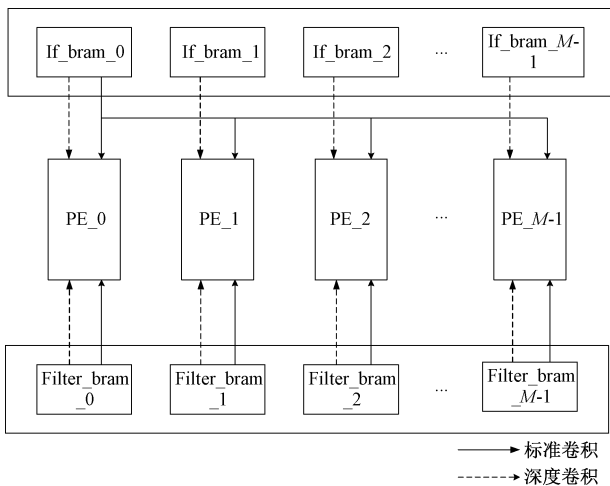 If_bram_0 If_bram_1 If_bram_2 ... If_bram_M-
1
PE_0 PE_1 PE_2 ... PE_M-1
Filter_bram Filter_bram Filter_bram ... Filter_bram
_0 _1 _2 _M-1
标准卷积
深度卷积